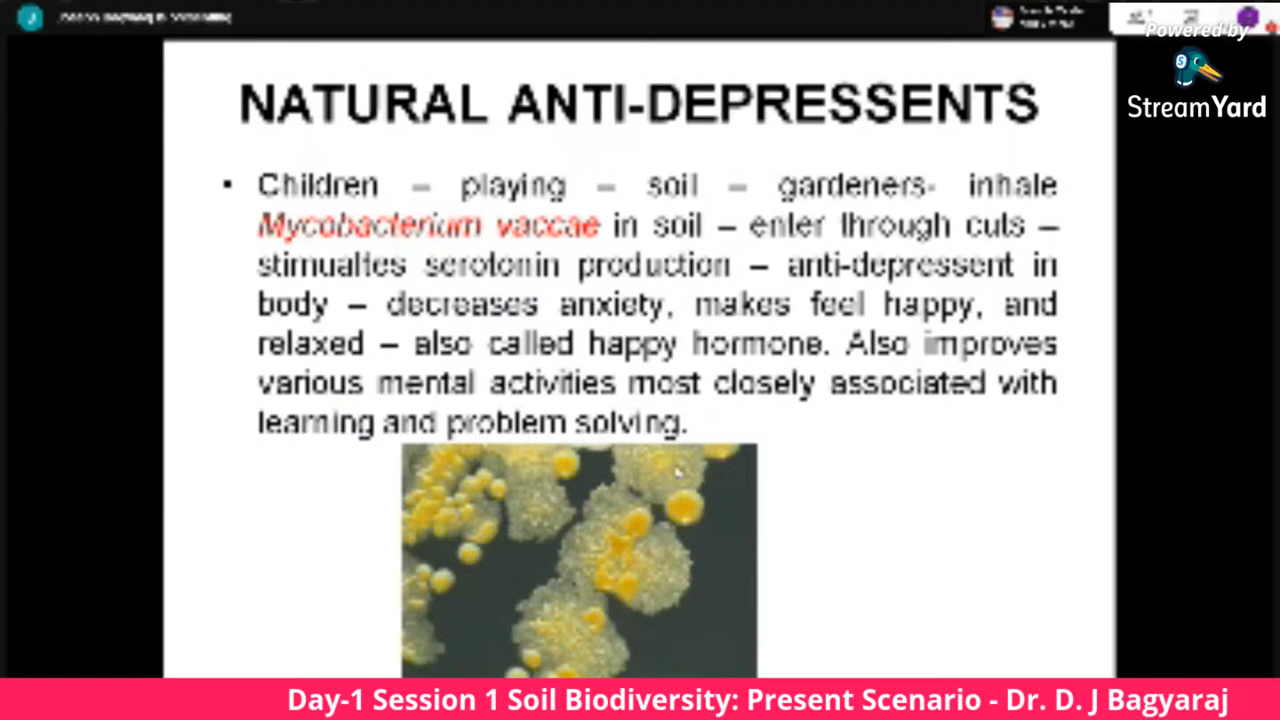 Powered by
StreamYard
NATURAL ANTI-DEPRESSENTS
▪ Children – playing – soil – gardeners- inhale
Mycobacterium vaccae in soil – enter through cuts –
stimualtes serotonin production – anti-depressent in
body – decreases anxiety, makes feel happy, and
relaxed – also called happy hormone. Also improves
various mental activities most closely associated with
learning and problem solving.
Day-1 Session 1 Soil Biodiversity: Present Scenario - Dr. D. J Bagyaraj